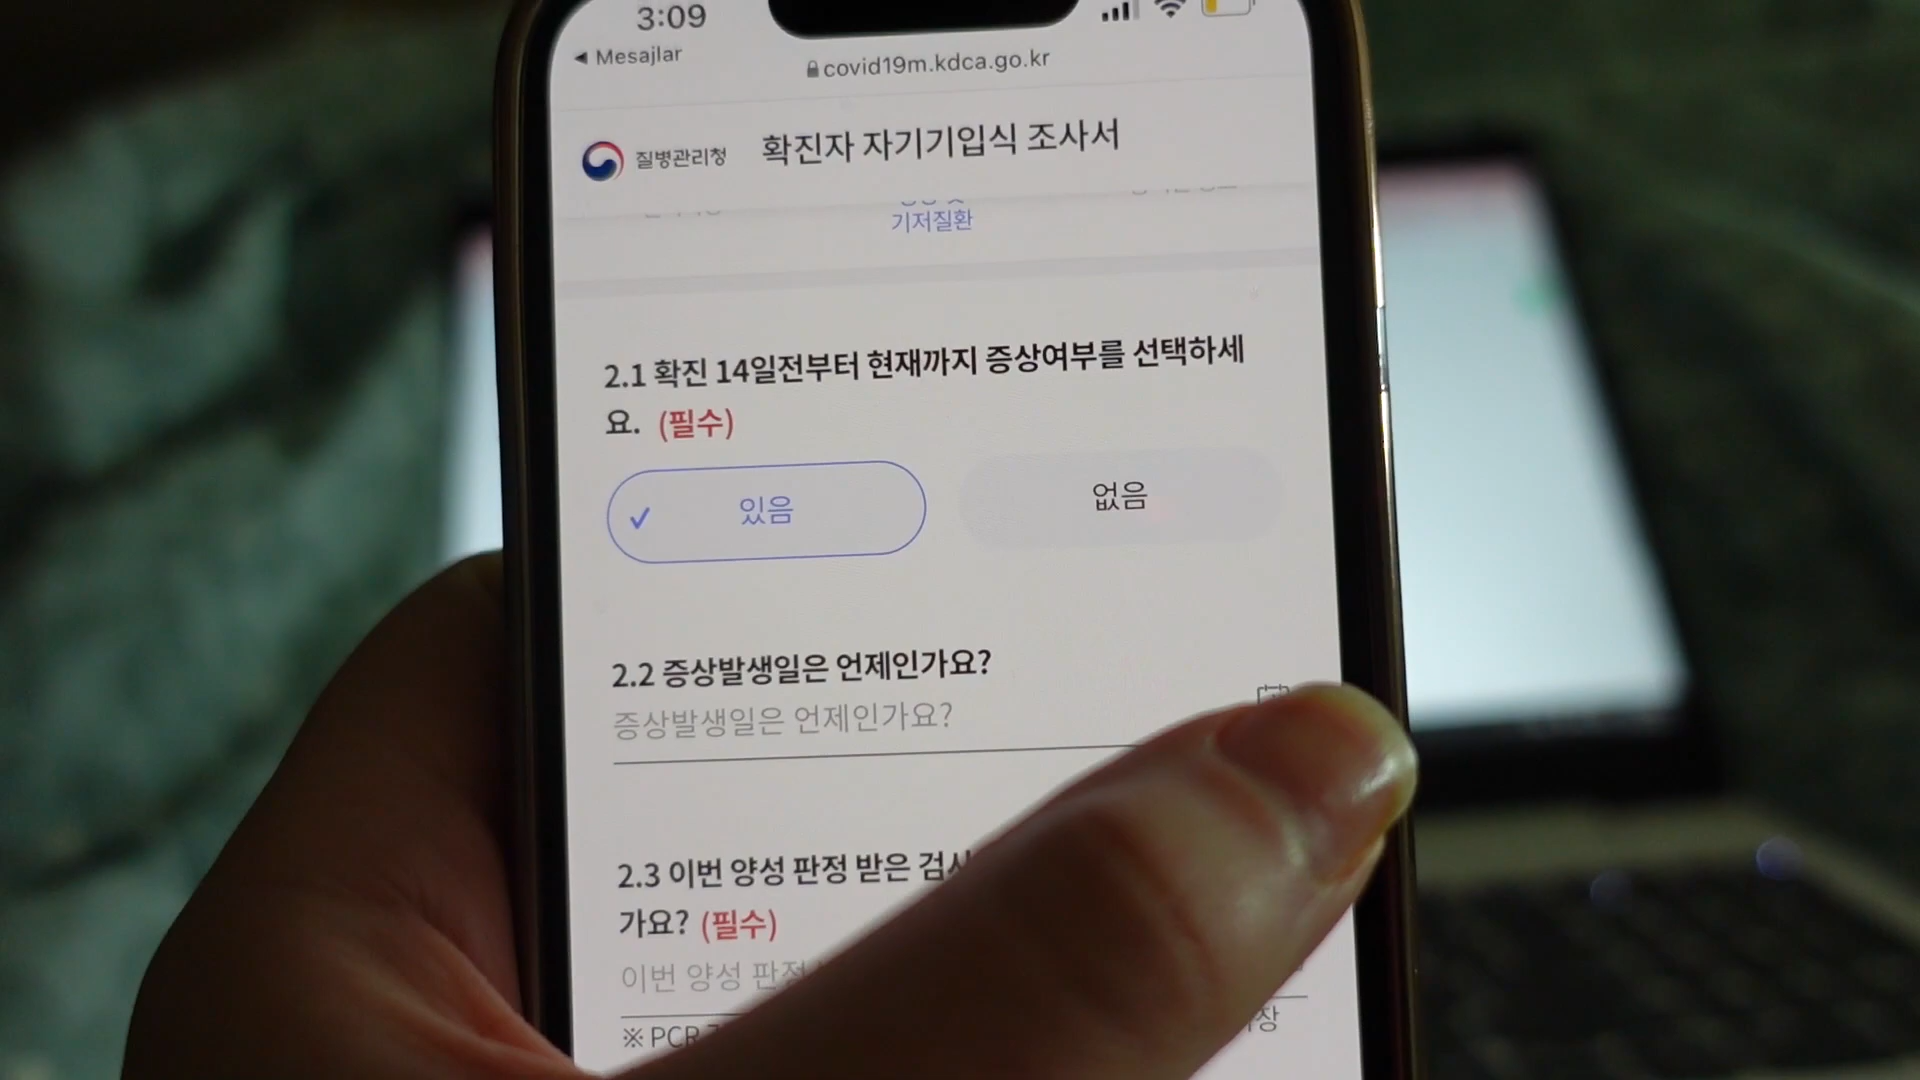 3:09
◀ Mesajlar
covid19m.kdca.go.kr
질병관리청
확진자 자기기입식 조사서
기저질환
2.1 확진 14일전부터 현재까지 증상여부를 선택하세
요. (필수)
✓ 있음
없음
2.2 증상발생일은 언제인가요?
증상발생일은 언제인가요?
2.3 이번 양성 판정 받은
가요? (필수)
이번 양성 판정
※ PCR